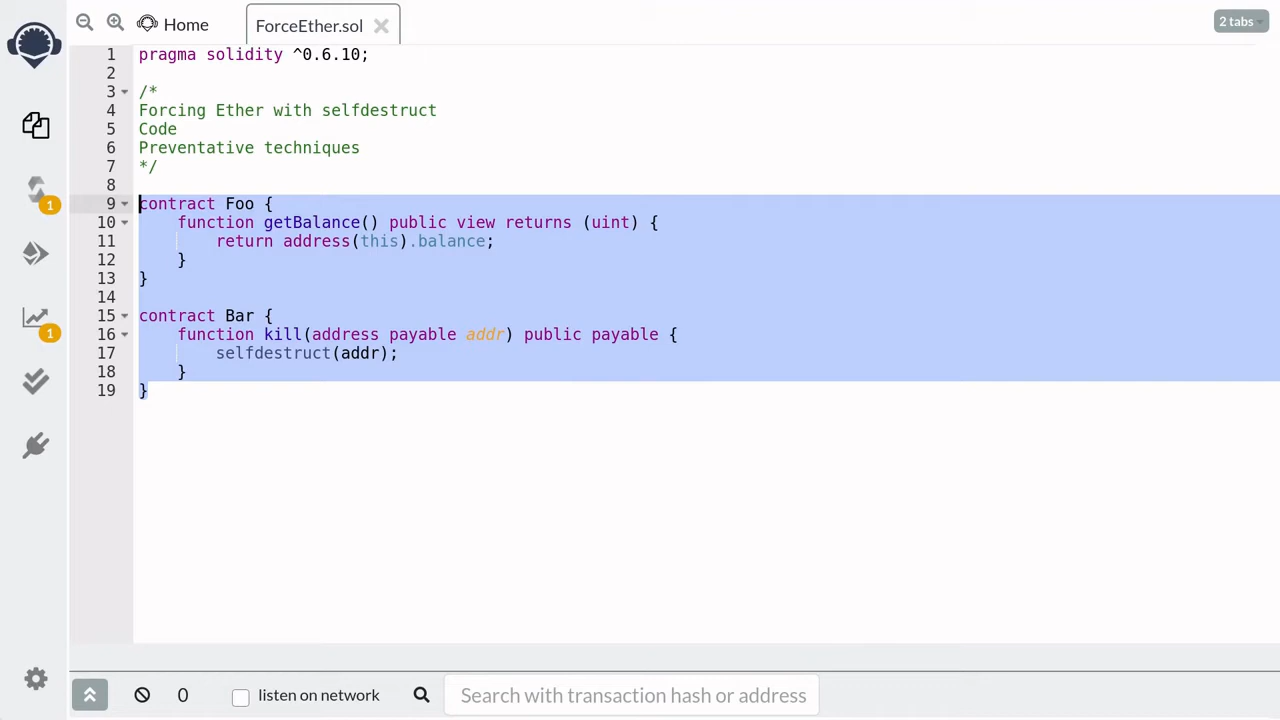 Home
ForceEther.sol
2 tabs
1 pragma solidity ^0.6.10;
2
3 /*
4 Forcing Ether with selfdestruct
5 Code
6 Preventative techniques
7 */
8
9 contract Foo {
10     function getBalance() public view returns (uint) {
11         return address(this).balance;
12     }
13 }
14
15 contract Bar {
16     function kill(address payable addr) public payable {
17         selfdestruct(addr);
18     }
19 }
1
1
0
listen on network
Search with transaction hash or address